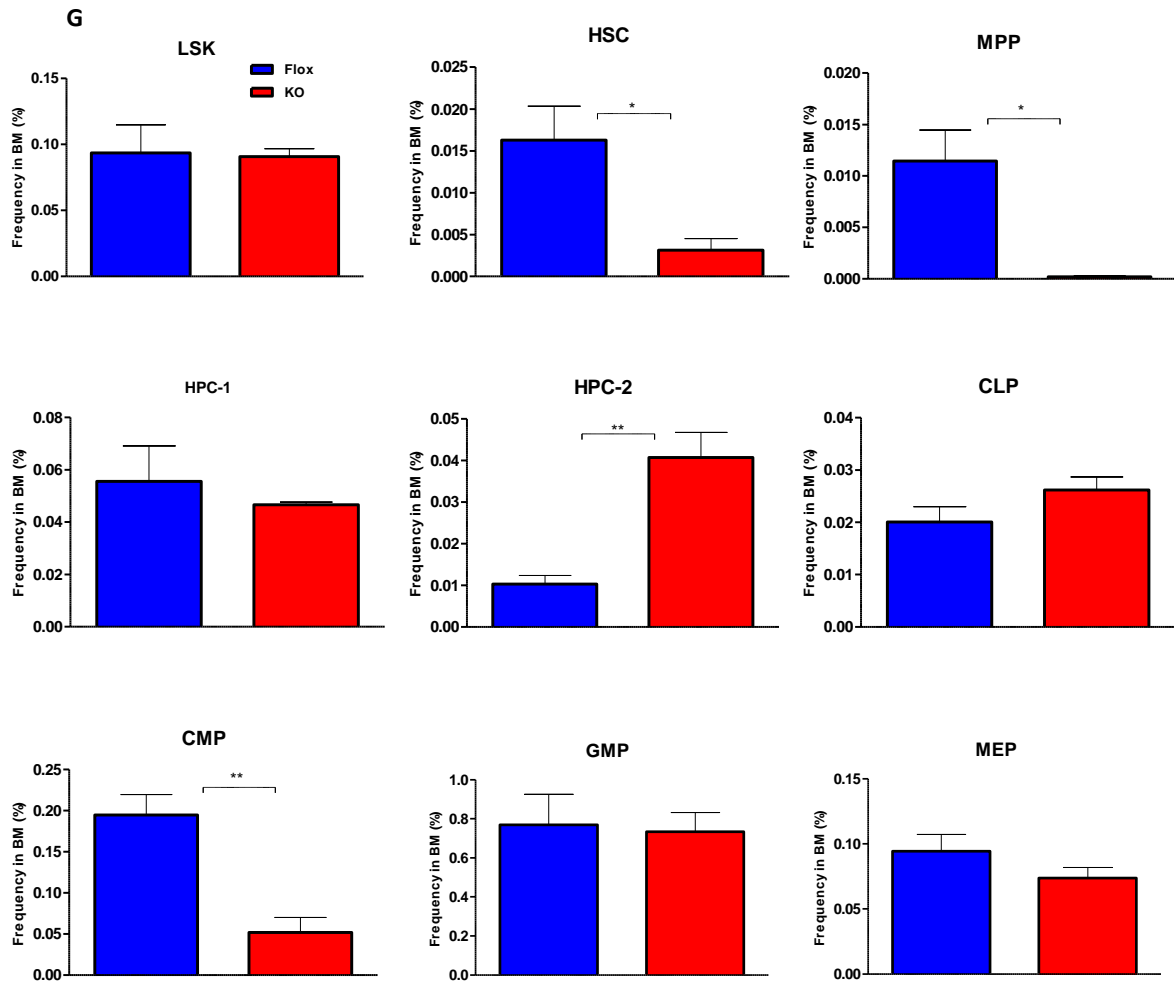 G
LSK
Flox
KO
Frequency in BM (%)
0.15
0.10
0.05
0.00
HSC
Frequency in BM (%)
0.025
0.020
0.015
0.010
0.005
0.000
*
MPP
Frequency in BM (%)
0.020
0.015
0.010
0.005
0.000
*
HPC-1
Frequency in BM (%)
0.08
0.06
0.04
0.02
0.00
HPC-2
Frequency in BM (%)
0.05
0.04
0.03
0.02
0.01
0.00
**
CLP
Frequency in BM (%)
0.04
0.03
0.02
0.01
0.00
CMP
Frequency in BM (%)
0.25
0.20
0.15
0.10
0.05
0.00
**
GMP
Frequency in BM (%)
1.0
0.8
0.6
0.4
0.2
0.0
MEP
Frequency in BM (%)
0.15
0.10
0.05
0.00